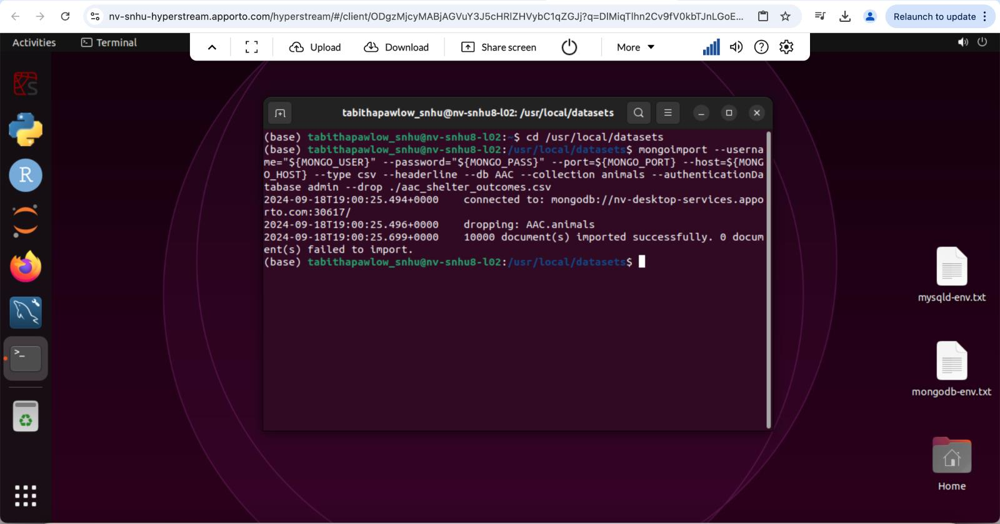 nv-snhu-hyperstream.apporto.com/hyperstream/#/client/ODgzMjcyMABjAGVuY3J5cHRlZHVybC1qZGJj?q=DlMiqTlhn2Cv9fV0kbTJnLGoE...
Relaunch to update
Activities
Terminal
Upload
Download
Share screen
More
tabithapawlow_snhu@nv-snhu8-l02: /usr/local/datasets
(base) tabithapawlow_snhu@nv-snhu8-l02:~$ cd /usr/local/datasets
(base) tabithapawlow_snhu@nv-snhu8-l02:/usr/local/datasets$ mongoimport --userna
me="${MONGO_USER}" --password="${MONGO_PASS}" --port=${MONGO_PORT} --host=${MONG
O_HOST} --type csv --headerline --db AAC --collection animals --authenticationDa
tabase admin --drop ./aac_shelter_outcomes.csv
2024-09-18T19:00:25.494+0000    connected to: mongodb://nv-desktop-services.appo
rto.com:30617/
2024-09-18T19:00:25.496+0000    dropping: AAC.animals
2024-09-18T19:00:25.699+0000    10000 document(s) imported successfully. 0 docum
ent(s) failed to import.
(base) tabithapawlow_snhu@nv-snhu8-l02:/usr/local/datasets$
mysqld-env.txt
mongodb-env.txt
Home